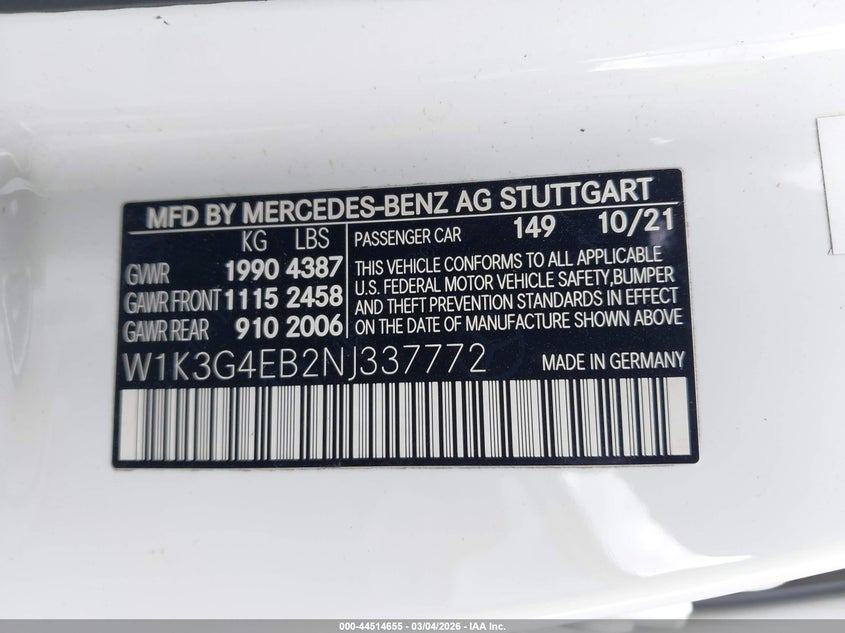 MFD BY MERCEDES-BENZ AG STUTTGART
KG LBS
GVWR 1990 4387
GAWR FRONT 1115 2458
GAWR REAR 910 2006
PASSENGER CAR 149 10/21
THIS VEHICLE CONFORMS TO ALL APPLICABLE
U.S. FEDERAL MOTOR VEHICLE SAFETY,BUMPER
AND THEFT PREVENTION STANDARDS IN EFFECT
ON THE DATE OF MANUFACTURE SHOWN ABOVE
W1K3G4EB2NJ337772 MADE IN GERMANY
000-44514655 - 03/04/2026 - IAA Inc.